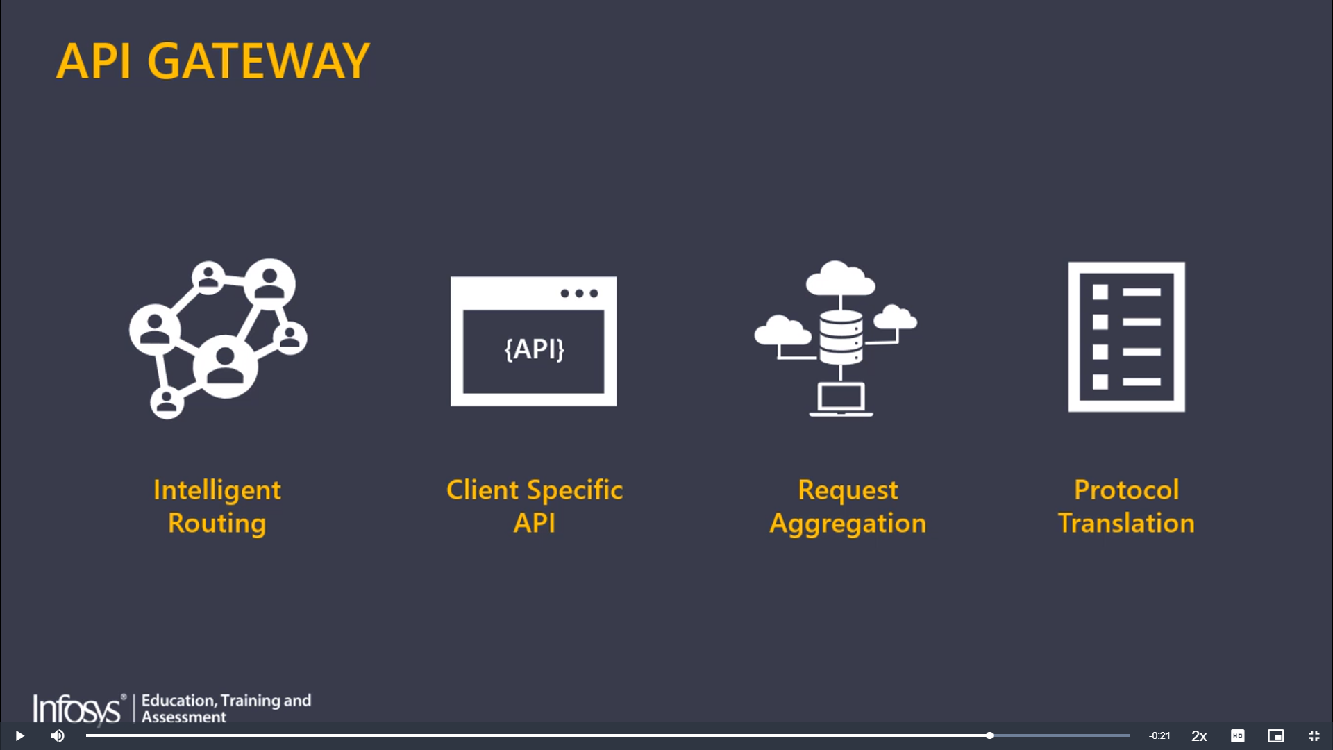 API GATEWAY
{API}
Intelligent
Routing
Client Specific
API
Request
Aggregation
Protocol
Translation
Infosys® | Education, Training and
Assessment
-0:21
2x
HD